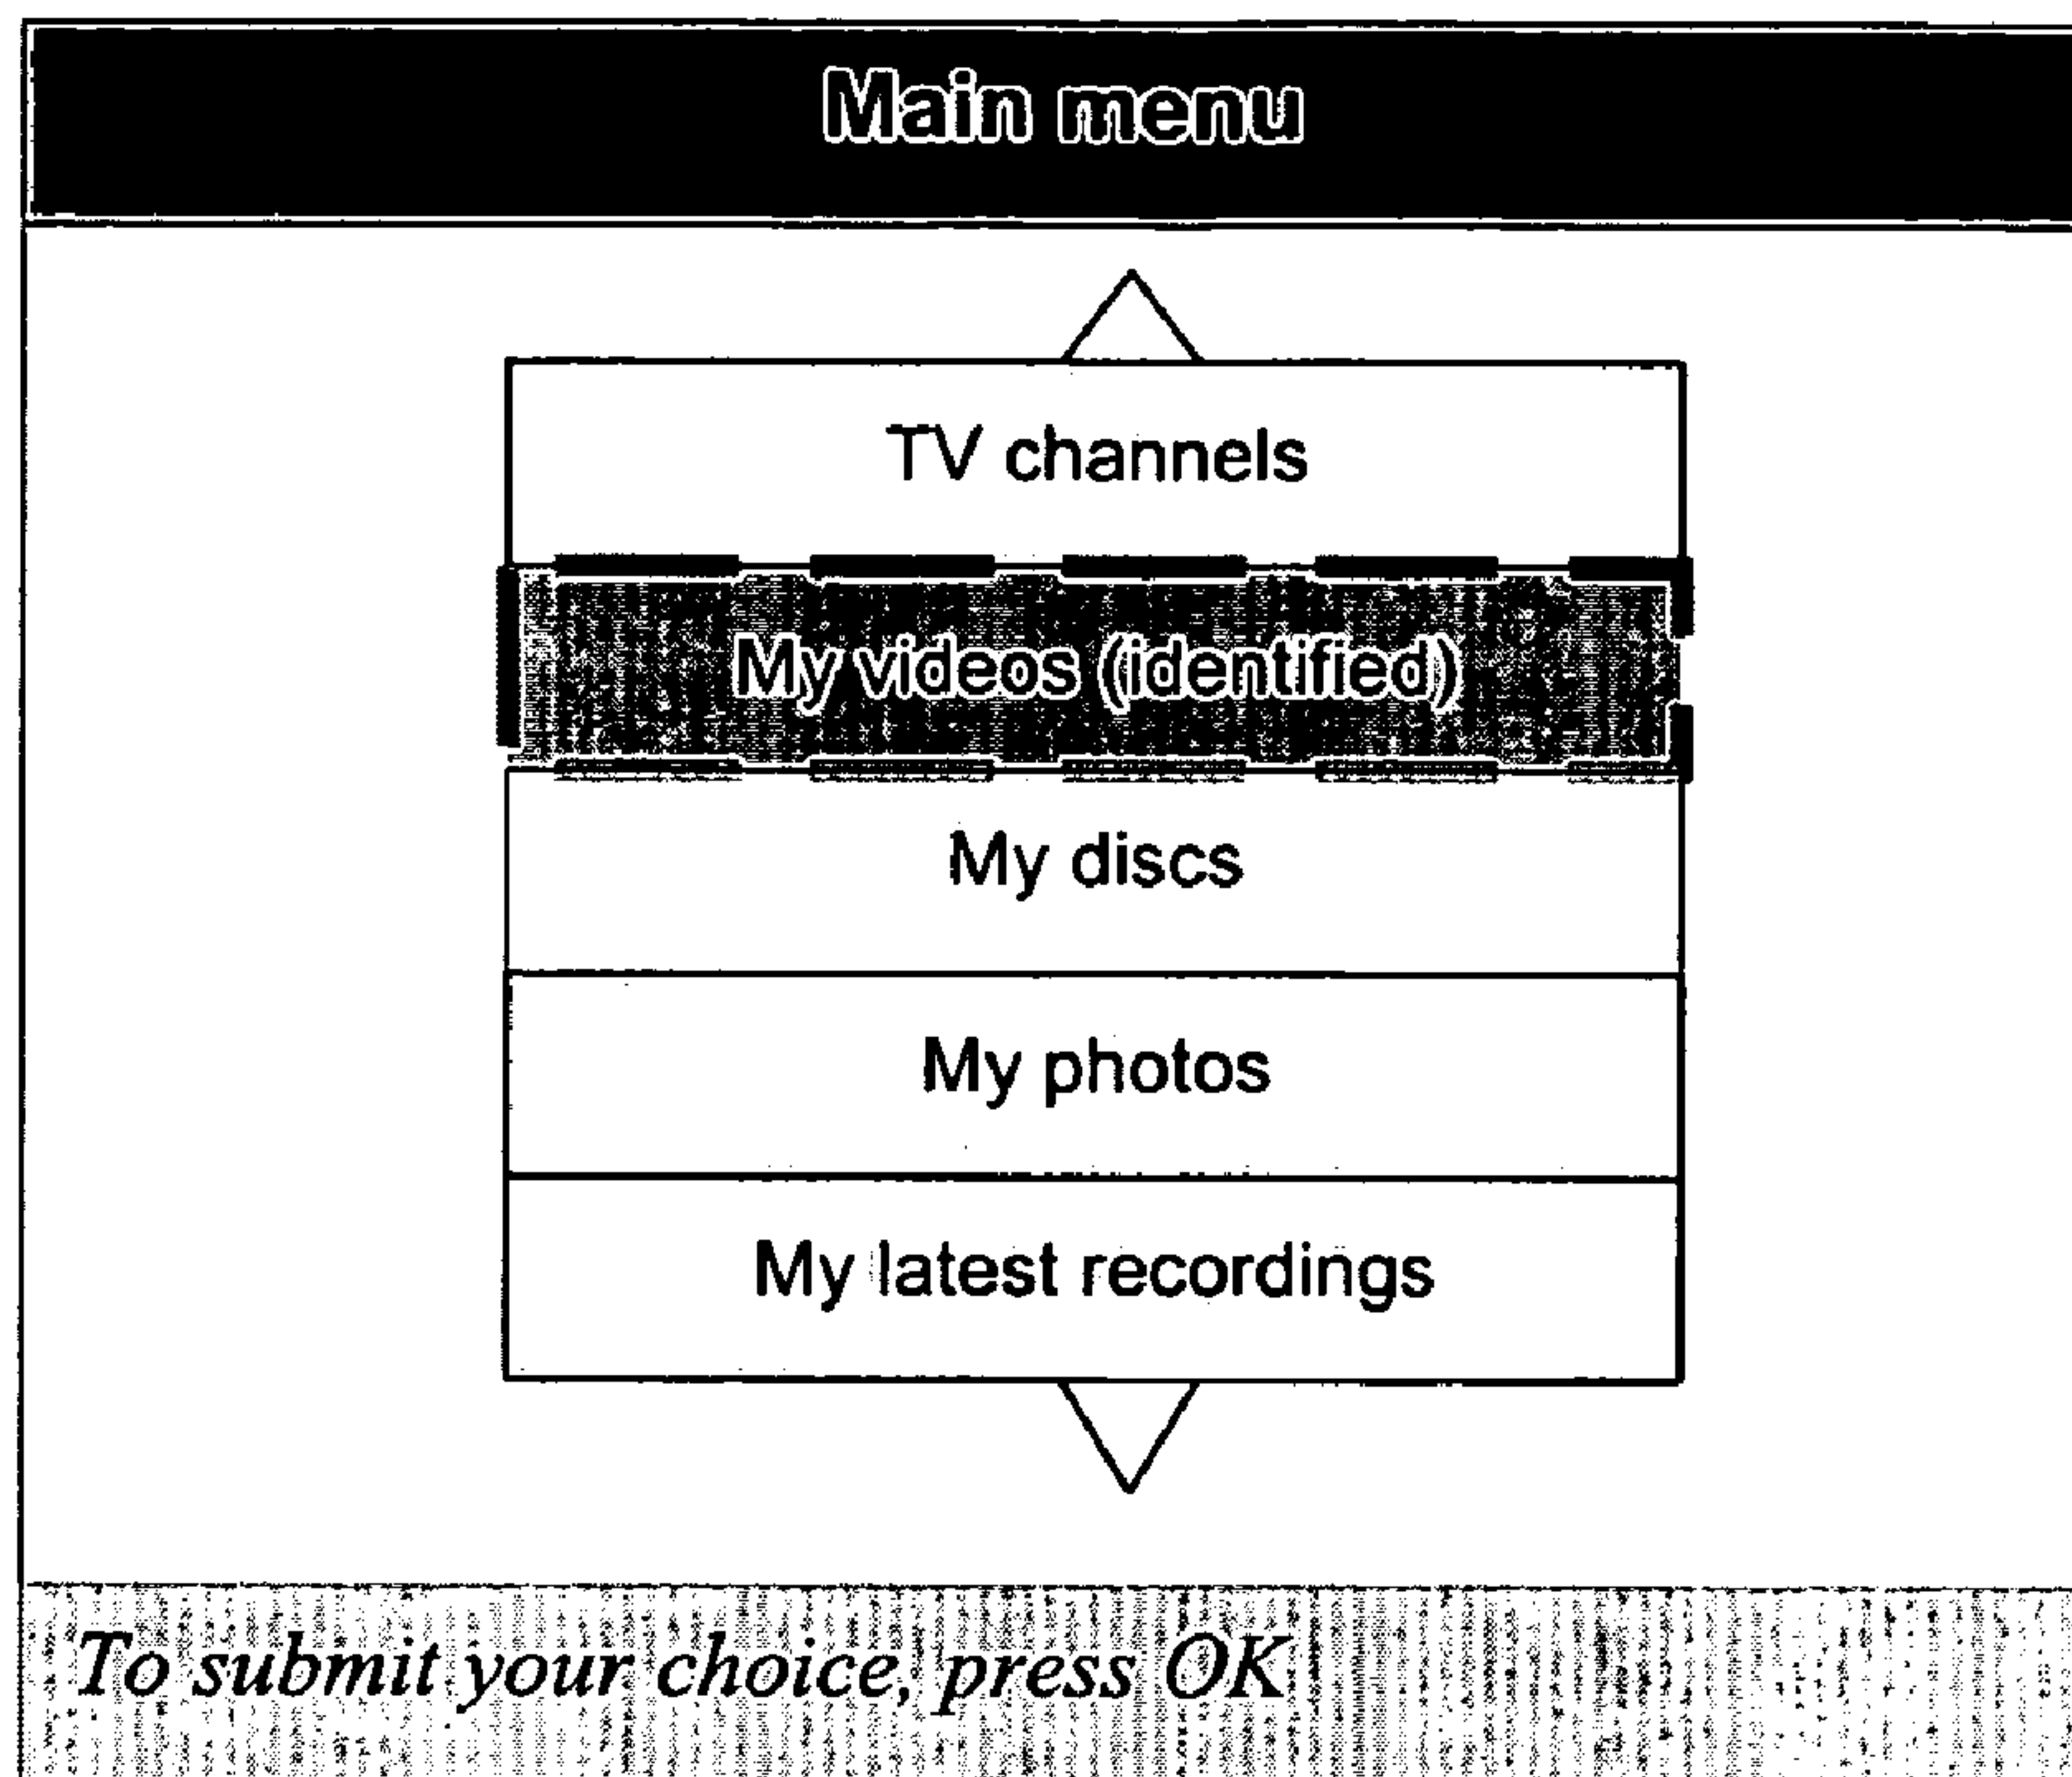 Main menu
TV channels
My videos (identified)
My discs
My photos
My latest recordings
To submit your choice, press OK